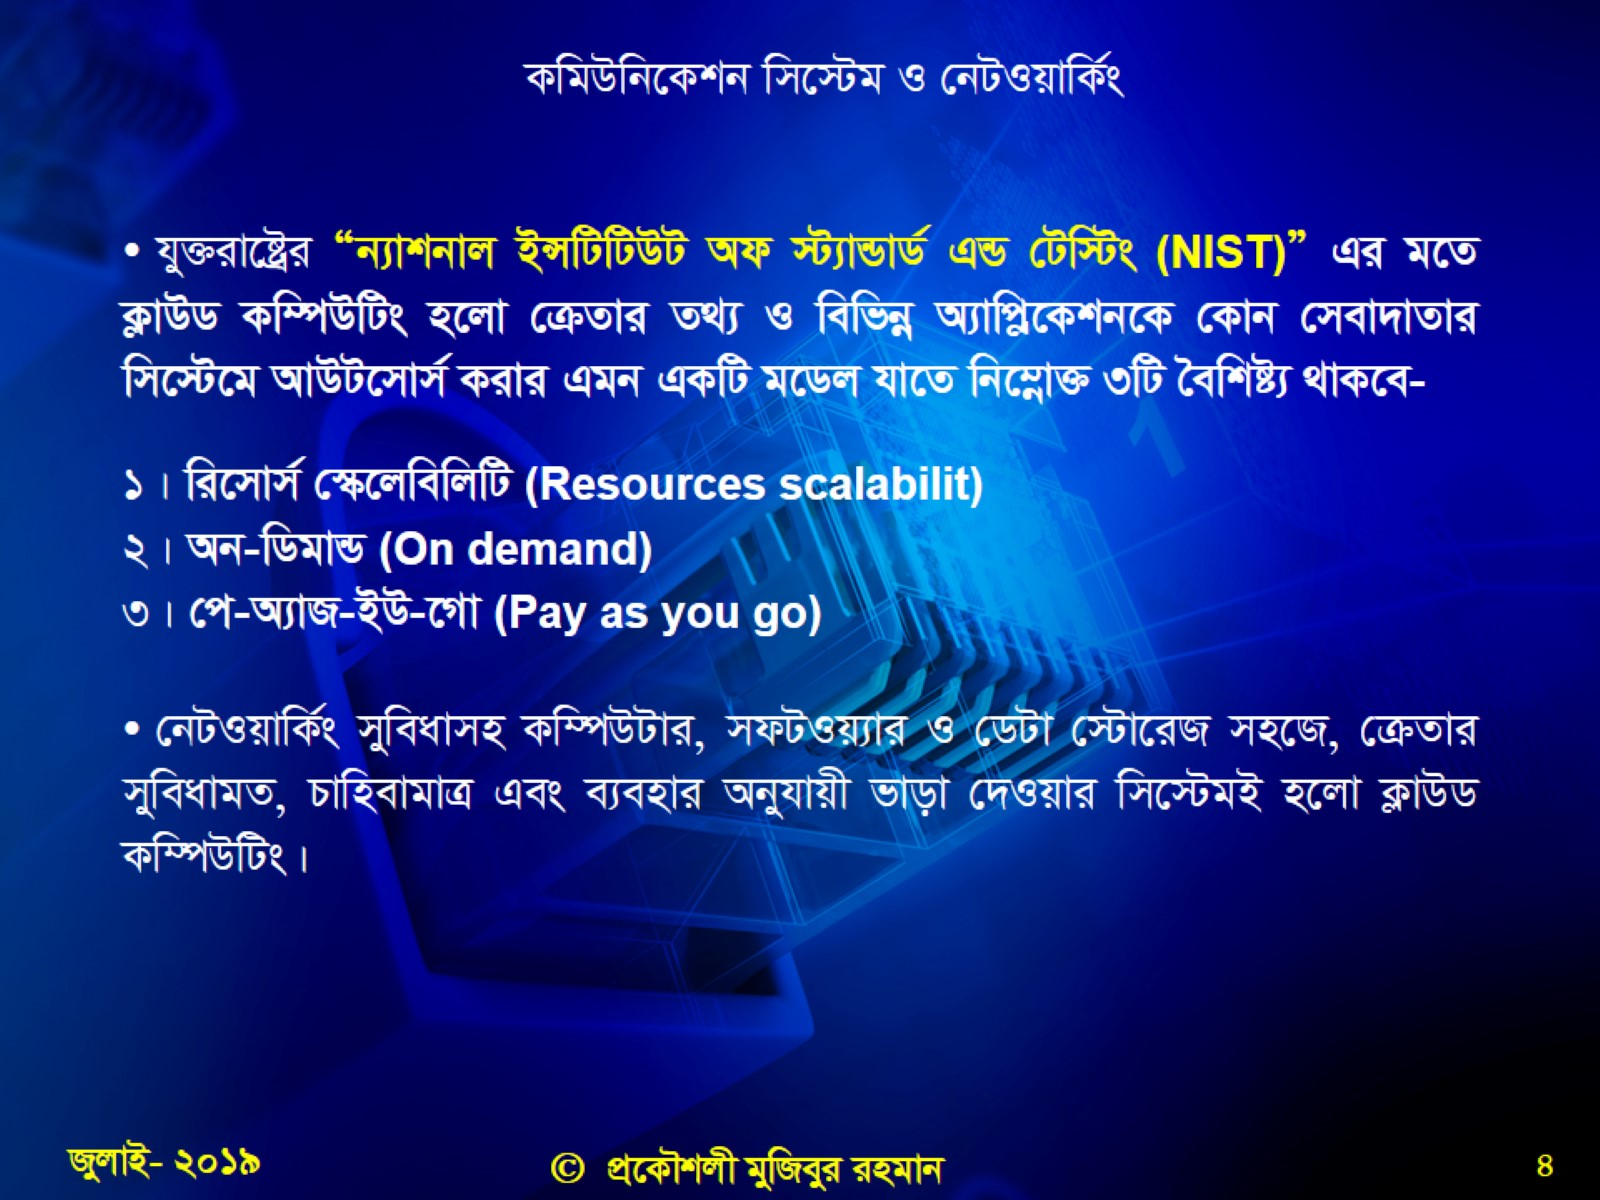 কমিউনিকেশন সিস্টেম ও নেটওয়ার্কিং
• যুক্তরাষ্ট্রের “ন্যাশনাল ইন্সটিটিউট অফ স্ট্যান্ডার্ড এন্ড টেস্টিং (NIST)” এর মতে
ক্লাউড কম্পিউটিং হলো ক্রেতার তথ্য ও বিভিন্ন অ্যাপ্লিকেশনকে কোন সেবাদাতার
সিস্টেমে আউটসোর্স করার এমন একটি মডেল যাতে নিম্নোক্ত ৩টি বৈশিষ্ট্য থাকবে-
১। রিসোর্স স্কেলেবিলিটি (Resources scalabilit)
২। অন-ডিমান্ড (On demand)
৩। পে-অ্যাজ-ইউ-গো (Pay as you go)
• নেটওয়ার্কিং সুবিধাসহ কম্পিউটার, সফটওয়্যার ও ডেটা স্টোরেজ সহজে, ক্রেতার
সুবিধামত, চাহিবামাত্র এবং ব্যবহার অনুযায়ী ভাড়া দেওয়ার সিস্টেমই হলো ক্লাউড
কম্পিউটিং।
জুলাই- ২০১৯
© প্রকৌশলী মুজিবুর রহমান
8